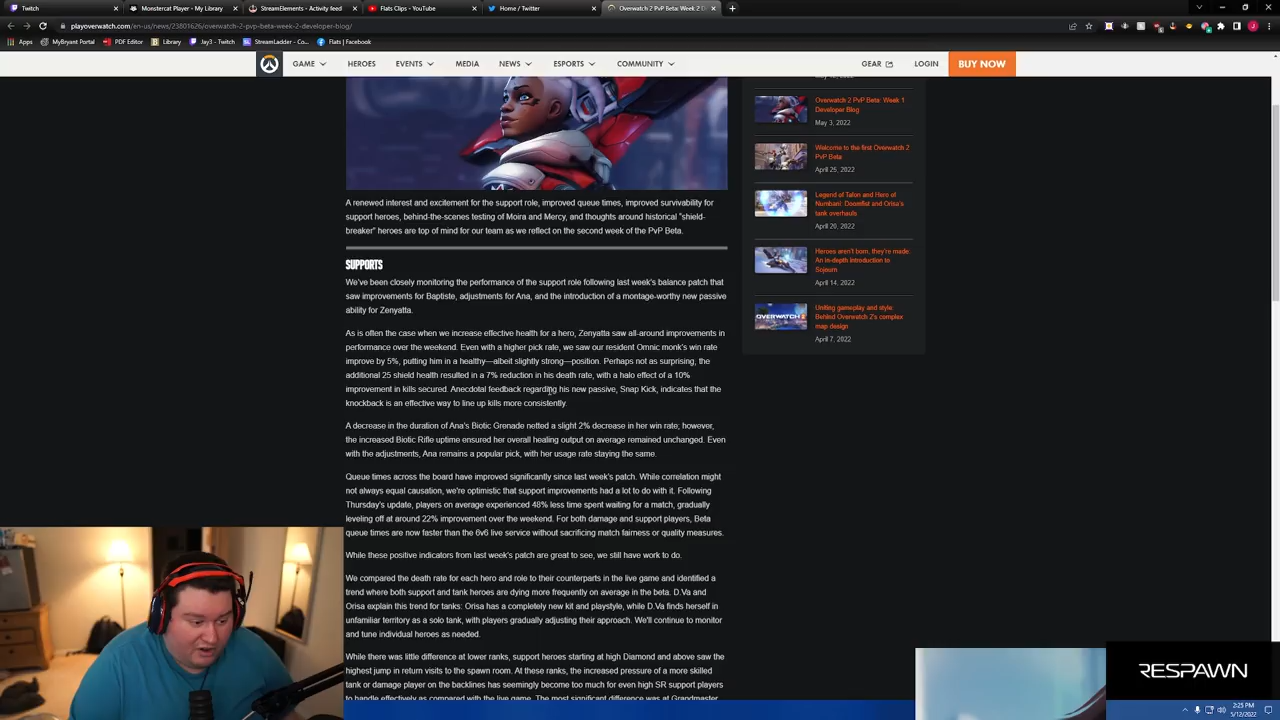 Twitch
Monstercat Player - My Monsterc
StreamElements - Activity feed
Flats Clips - YouTube
Home / Twitter
Overwatch 2 PvP Beta: Week 2 D
playoverwatch.com/en-us/news/23801626/overwatch-2-pvp-beta-week-2-developer-blog/
Apps
MyBryant Portal
PDF Editor
Library
Jay3 - Twitch
StreamLadder - Co...
Flats | Facebook
GAME
HEROES
EVENTS
MEDIA
NEWS
ESPORTS
COMMUNITY
GEAR
LOGIN
BUY NOW
A renewed interest and excitement for the support role, improved queue times, improved survivability for
support heroes, behind-the-scenes testing of Moira and Mercy, and thoughts around historical "shield-
breaker" heroes are top of mind for our team as we reflect on the second week of the PvP Beta.
SUPPORTS
We've been closely monitoring the performance of the support role following last week's balance patch that
saw improvements for Baptiste, adjustments for Ana, and the introduction of a montage-worthy new passive
ability for Zenyatta.
As is often the case when we increase effective health for a hero, Zenyatta saw all-around improvements in
performance over the weekend. Even with a higher pick rate, we saw our resident Omnic monk's win rate
improve by 5%, putting him in a healthy—albeit slightly strong—position. Perhaps not as surprising, the
additional 25 shield health resulted in a 7% reduction in his death rate, with a halo effect of a 10%
improvement in kills secured. Anecdotal feedback regarding his new passive, Snap Kick, indicates that the
knockback is an effective way to line up kills more consistently.
A decrease in the duration of Ana's Biotic Grenade netted a slight 2% decrease in her win rate; however,
the increased Biotic Rifle uptime ensured her overall healing output on average remained unchanged. Even
with the adjustments, Ana remains a popular pick, with her usage rate staying the same.
Queue times across the board have improved significantly since last week's patch. While correlation might
not always equal causation, we're optimistic that support improvements had a lot to do with it. Following
Thursday's update, players on average experienced 48% less time spent waiting for a match, gradually
leveling off at around 22% improvement over the weekend. For both damage and support players, Beta
queue times are now faster than the 6v6 live service without sacrificing match fairness or quality measures.
While these positive indicators from last week's patch are great to see, we still have work to do.
We compared the death rate for each hero and role to their counterparts in the live game and identified a
trend where both support and tank heroes are dying more frequently on average in the beta. D.Va and
Orisa explain this trend for tanks: Orisa has a completely new kit and playstyle, while D.Va finds herself in
unfamiliar territory as a solo tank, with players gradually adjusting their approach. We'll continue to monitor
and tune individual heroes as needed.
While there was little difference at lower ranks, support heroes starting at high Diamond and above saw the
highest jump in return visits to the spawn room. At these ranks, the increased pressure of a more skilled
tank or damage player on the backlines has seemingly become too much for even high SR support players
to handle effectively as compared with the live game. The most significant difference was at Grandmaster
Overwatch 2 PvP Beta: Week 1
Developer Blog
May 3, 2022
Welcome to the first Overwatch 2
PvP Beta
April 25, 2022
Legend of Talon and Hero of
Numbani: Doomfist and Orisa's
tank overhauls
April 20, 2022
Heroes aren't born, they're made:
An in-depth introduction to
Sojourn
April 14, 2022
OVERWATCH 2
Uniting gameplay and style:
Behind Overwatch 2's complex
map design
April 7, 2022
RESPAWN
2:25 PM
5/12/2022